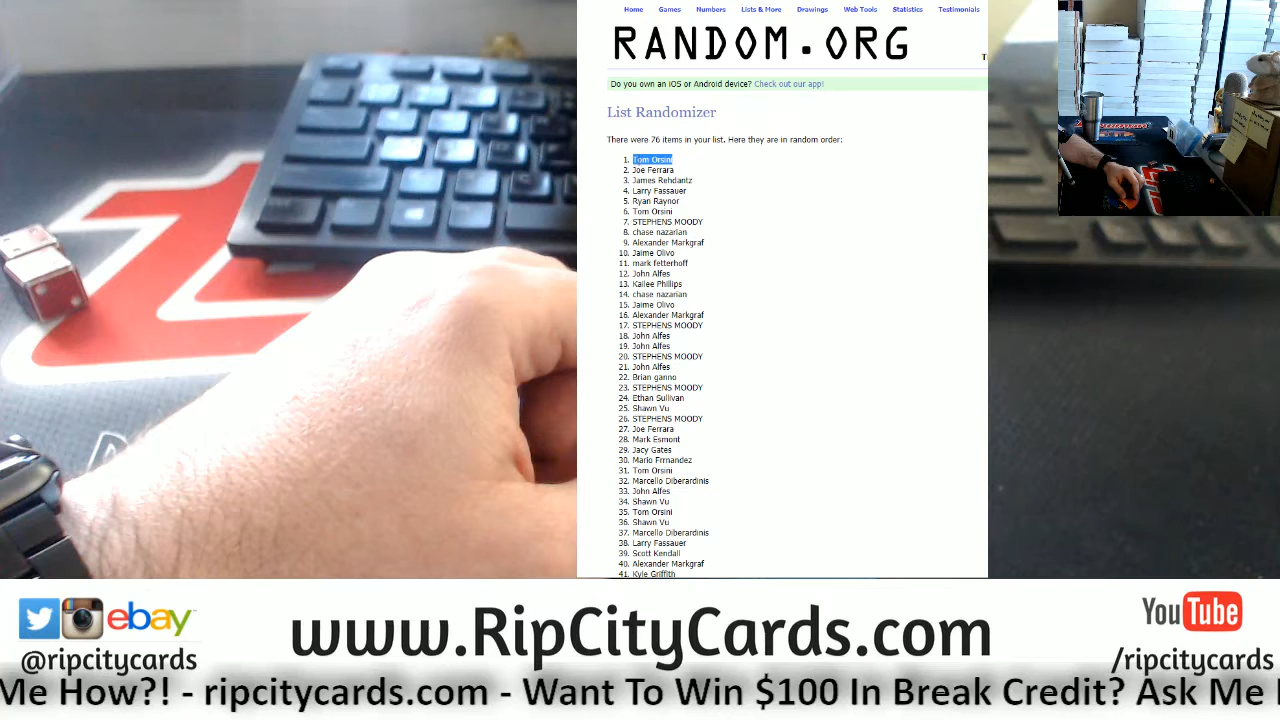 Home Games Numbers Lists & More Drawings Web Tools Statistics Testimonials
RANDOM.ORG
T
Do you own an iOS or Android device? Check out our app!
List Randomizer
There were 76 items in your list. Here they are in random order:
1. Tom Orsini
2. Joe Ferrara
3. James Rehdantz
4. Larry Fassauer
5. Ryan Raynor
6. Tom Orsini
7. STEPHENS MOODY
8. chase nazarian
9. Alexander Markgraf
10. Jaime Olivo
11. mark fetterhoff
12. John Alfes
13. Kailee Phillips
14. chase nazarian
15. Jaime Olivo
16. Alexander Markgraf
17. STEPHENS MOODY
18. John Alfes
19. John Alfes
20. STEPHENS MOODY
21. John Alfes
22. Brian ganno
23. STEPHENS MOODY
24. Ethan Sullivan
25. Shawn Vu
26. STEPHENS MOODY
27. Joe Ferrara
28. Mark Esmont
29. Jacy Gates
30. Mario Frrnandez
31. Tom Orsini
32. Marcello Diberardinis
33. John Alfes
34. Shawn Vu
35. Tom Orsini
36. Shawn Vu
37. Marcello Diberardinis
38. Larry Fassauer
39. Scott Kendall
40. Alexander Markgraf
41. Kyle Griffith
ebay
@ripcitycards
www.RipCityCards.com
YouTube
/ripcitycards
Me How?! - ripcitycards.com - Want To Win $100 In Break Credit? Ask Me